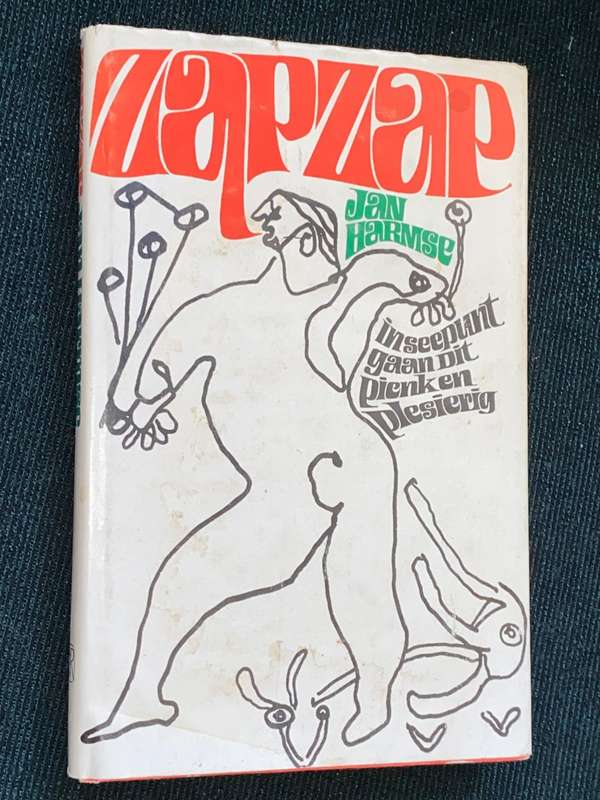 zapzap
Jan
Harmse
in seepunt
gaan dit
pienk en
plesierig